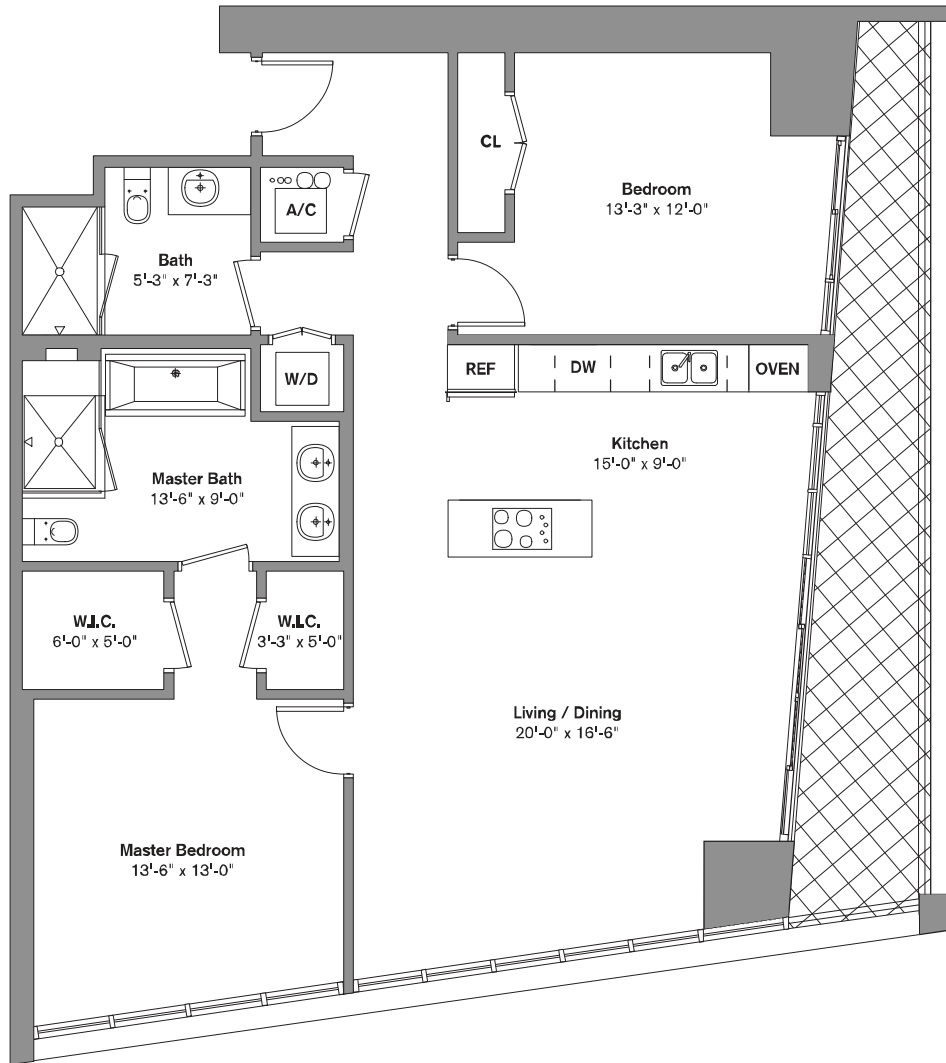 CL
Bedroom
13'-3" x 12'-0"
A/C
Bath
5'-3" x 7'-3"
W/D
REF
DW
OVEN
Kitchen
15'-0" x 9'-0"
Master Bath
13'-6" x 9'-0"
W.I.C.
6'-0" x 5'-0"
W.I.C.
3'-3" x 5'-0"
Living / Dining
20'-0" x 16'-6"
Master Bedroom
13'-6" x 13'-0"